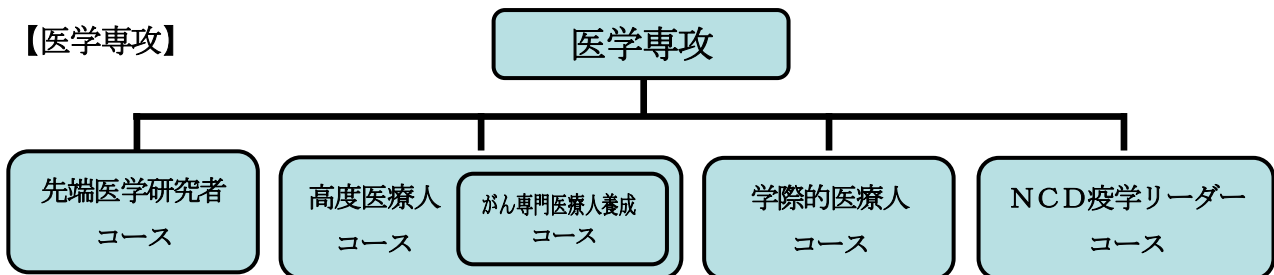 【医学専攻】
医学専攻
先端医学研究者
コース
高度医療人
コース
がん専門医療人養成
コース
学際的医療人
コース
ＮＣＤ疫学リーダー
コース